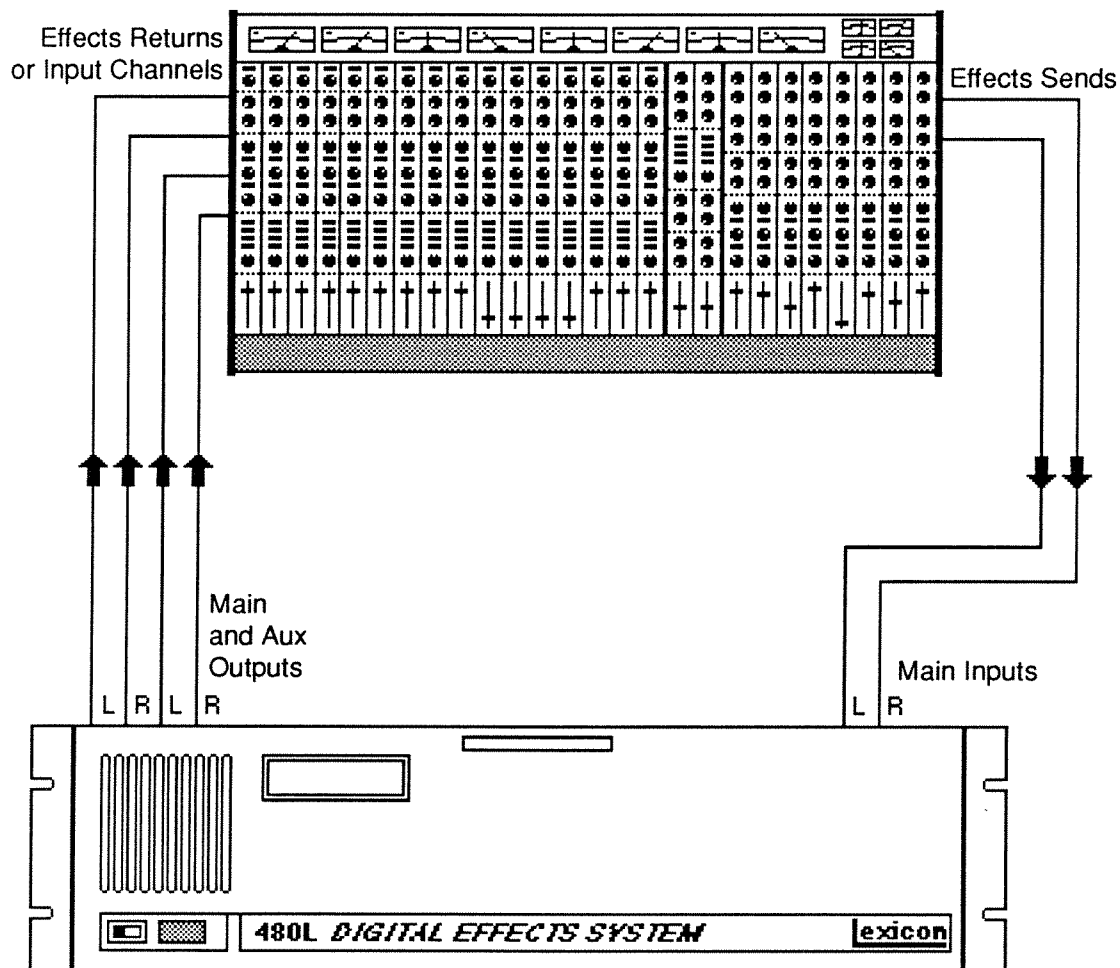 Effects Returns
or Input Channels
Effects Sends
Main
and Aux
Outputs
L R L R
Main Inputs
L R
480L DIGITAL EFFECTS SYSTEM
lexicon